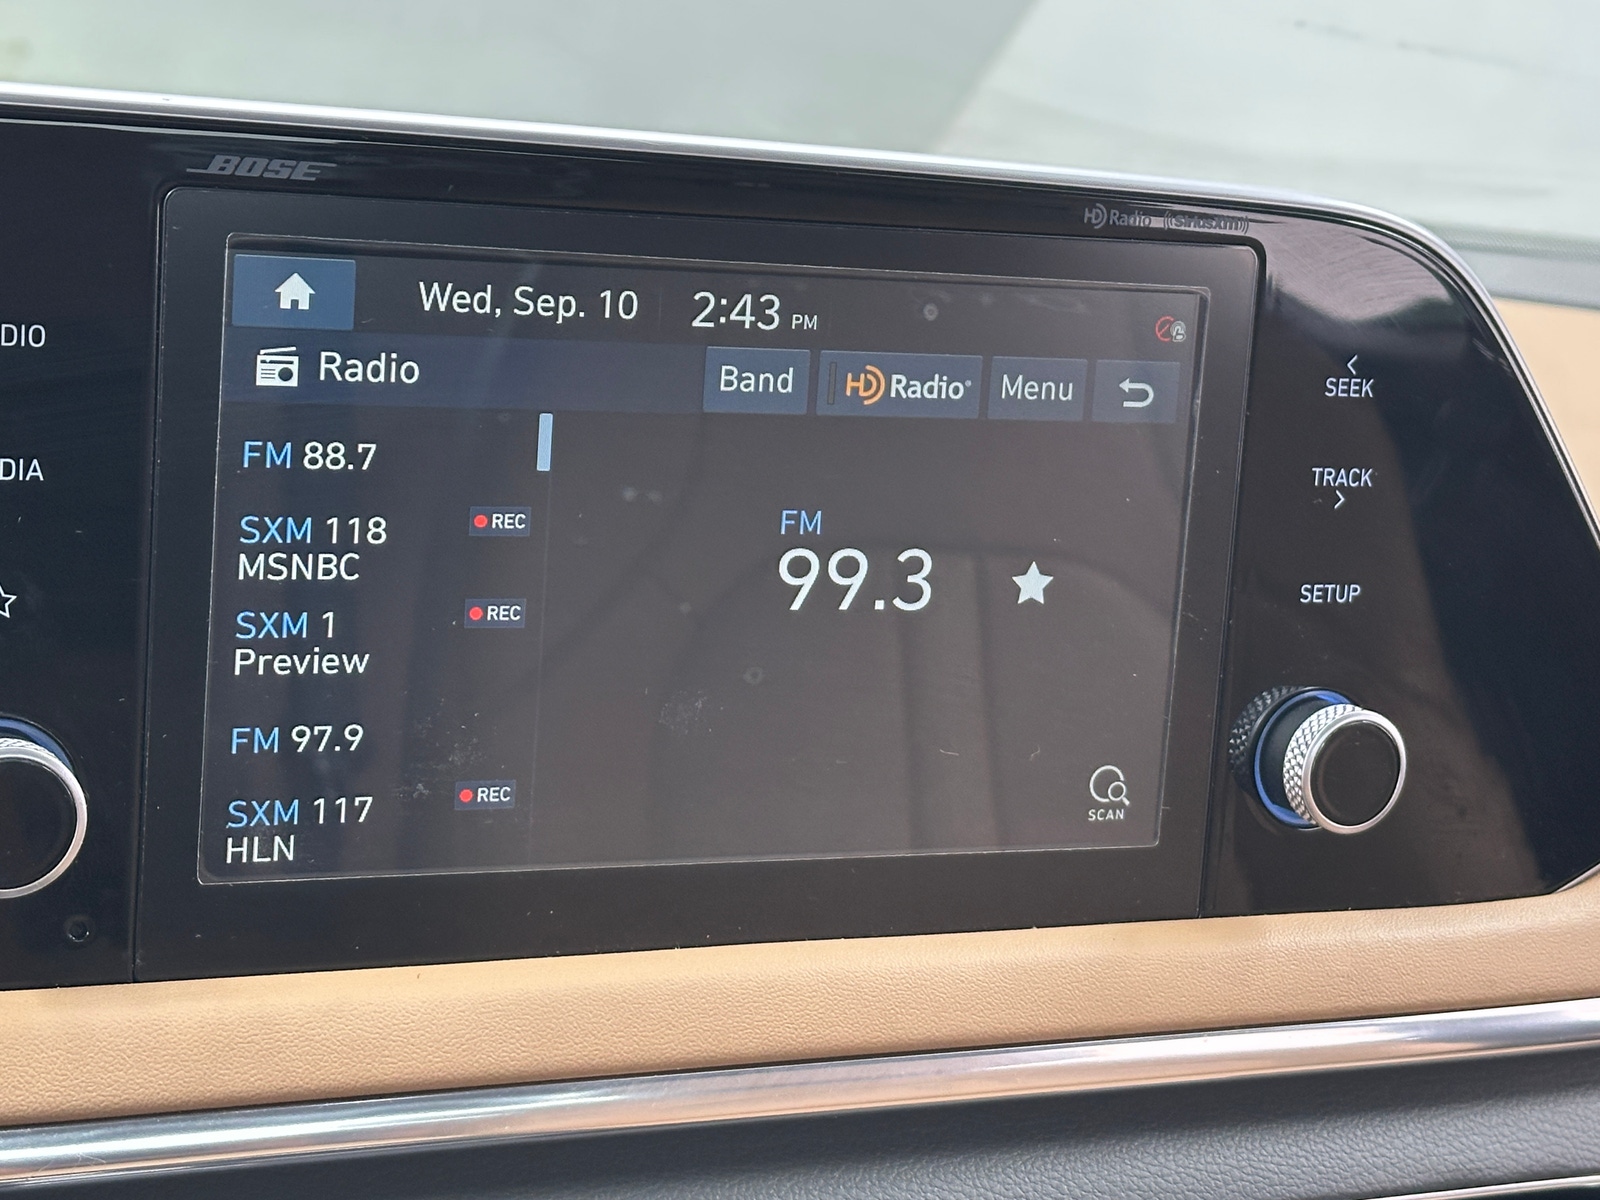 BOSE
HD Radio ((SiriusXM))
Wed, Sep. 10 2:43 PM
Radio Band HD Radio® Menu
FM 88.7
SXM 118 REC
MSNBC
SXM 1 REC
Preview
FM 97.9
SXM 117 REC
HLN
FM
99.3
SCAN
DIO
DIA
SEEK
TRACK
SETUP